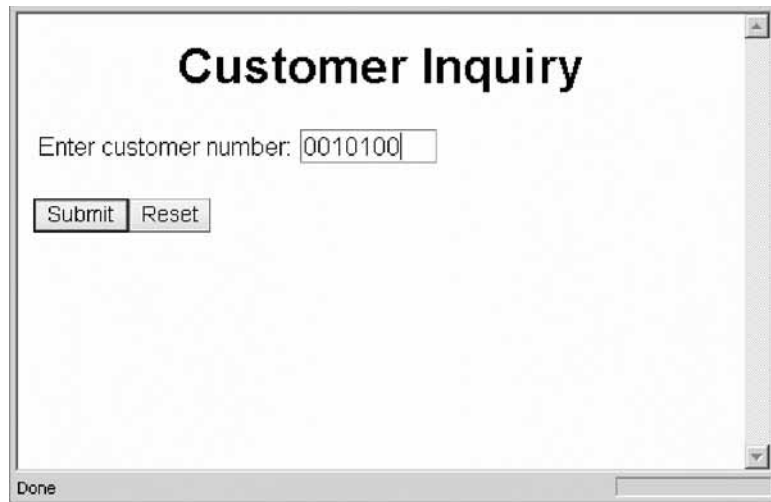 Customer Inquiry
Enter customer number: 0010100
Submit Reset
Done